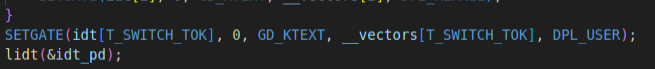 }
SETGATE(idt[T_SWITCH_TOK], 0, GD_KTEXT, __vectors[T_SWITCH_TOK], DPL_USER);
lidt(&idt_pd);